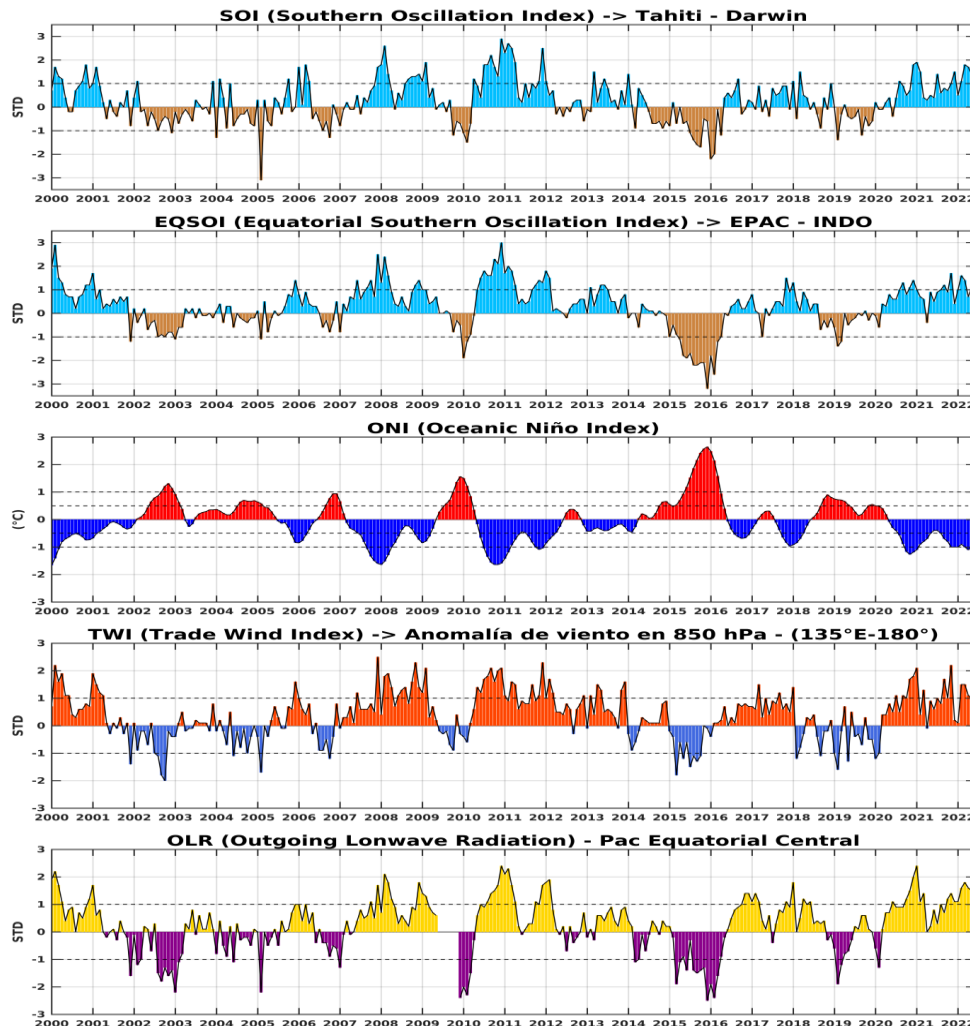 SOI (Southern Oscillation Index) -> Tahiti - Darwin
3
2
1
0
-1
-2
-3
STD
2000 2001 2002 2003 2004 2005 2006 2007 2008 2009 2010 2011 2012 2013 2014 2015 2016 2017 2018 2019 2020 2021 2022
EQSOI (Equatorial Southern Oscillation Index) -> EPAC - INDO
3
2
1
0
-1
-2
-3
STD
2000 2001 2002 2003 2004 2005 2006 2007 2008 2009 2010 2011 2012 2013 2014 2015 2016 2017 2018 2019 2020 2021 2022
ONI (Oceanic Niño Index)
3
2
1
0
-1
-2
-3
(°C)
2000 2001 2002 2003 2004 2005 2006 2007 2008 2009 2010 2011 2012 2013 2014 2015 2016 2017 2018 2019 2020 2021 2022
TWI (Trade Wind Index) -> Anomalía de viento en 850 hPa - (135°E-180°)
3
2
1
0
-1
-2
-3
STD
2000 2001 2002 2003 2004 2005 2006 2007 2008 2009 2010 2011 2012 2013 2014 2015 2016 2017 2018 2019 2020 2021 2022
OLR (Outgoing Lonwave Radiation) - Pac Equatorial Central
3
2
1
0
-1
-2
-3
STD
2000 2001 2002 2003 2004 2005 2006 2007 2008 2009 2010 2011 2012 2013 2014 2015 2016 2017 2018 2019 2020 2021 2022